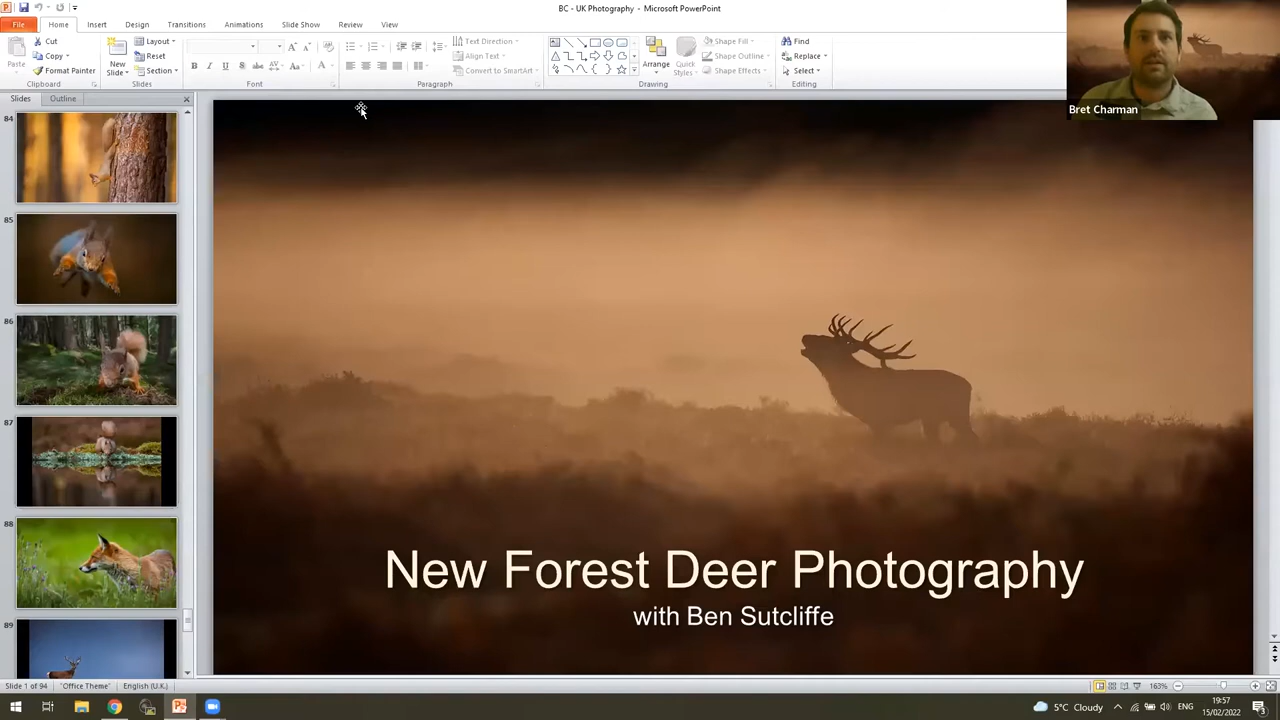 BC - UK Photography - Microsoft PowerPoint
File Home Insert Design Transitions Animations Slide Show Review View
Paste
Cut
Copy
Format Painter
Clipboard
New Slide
Layout
Reset
Section
Slides
B I U S abc AV Aa A
Font
Paragraph
Text Direction
Align Text
Convert to SmartArt
Arrange
Quick Styles
Shape Fill
Shape Outline
Shape Effects
Drawing
Find
Replace
Select
Editing
Bret Charman
Slides Outline
84
85
86
87
88
89
New Forest Deer Photography
with Ben Sutcliffe
Slide 1 of 94 "Office Theme" English (U.K.)
163%
5°C Cloudy
ENG
19:57
15/02/2022
3